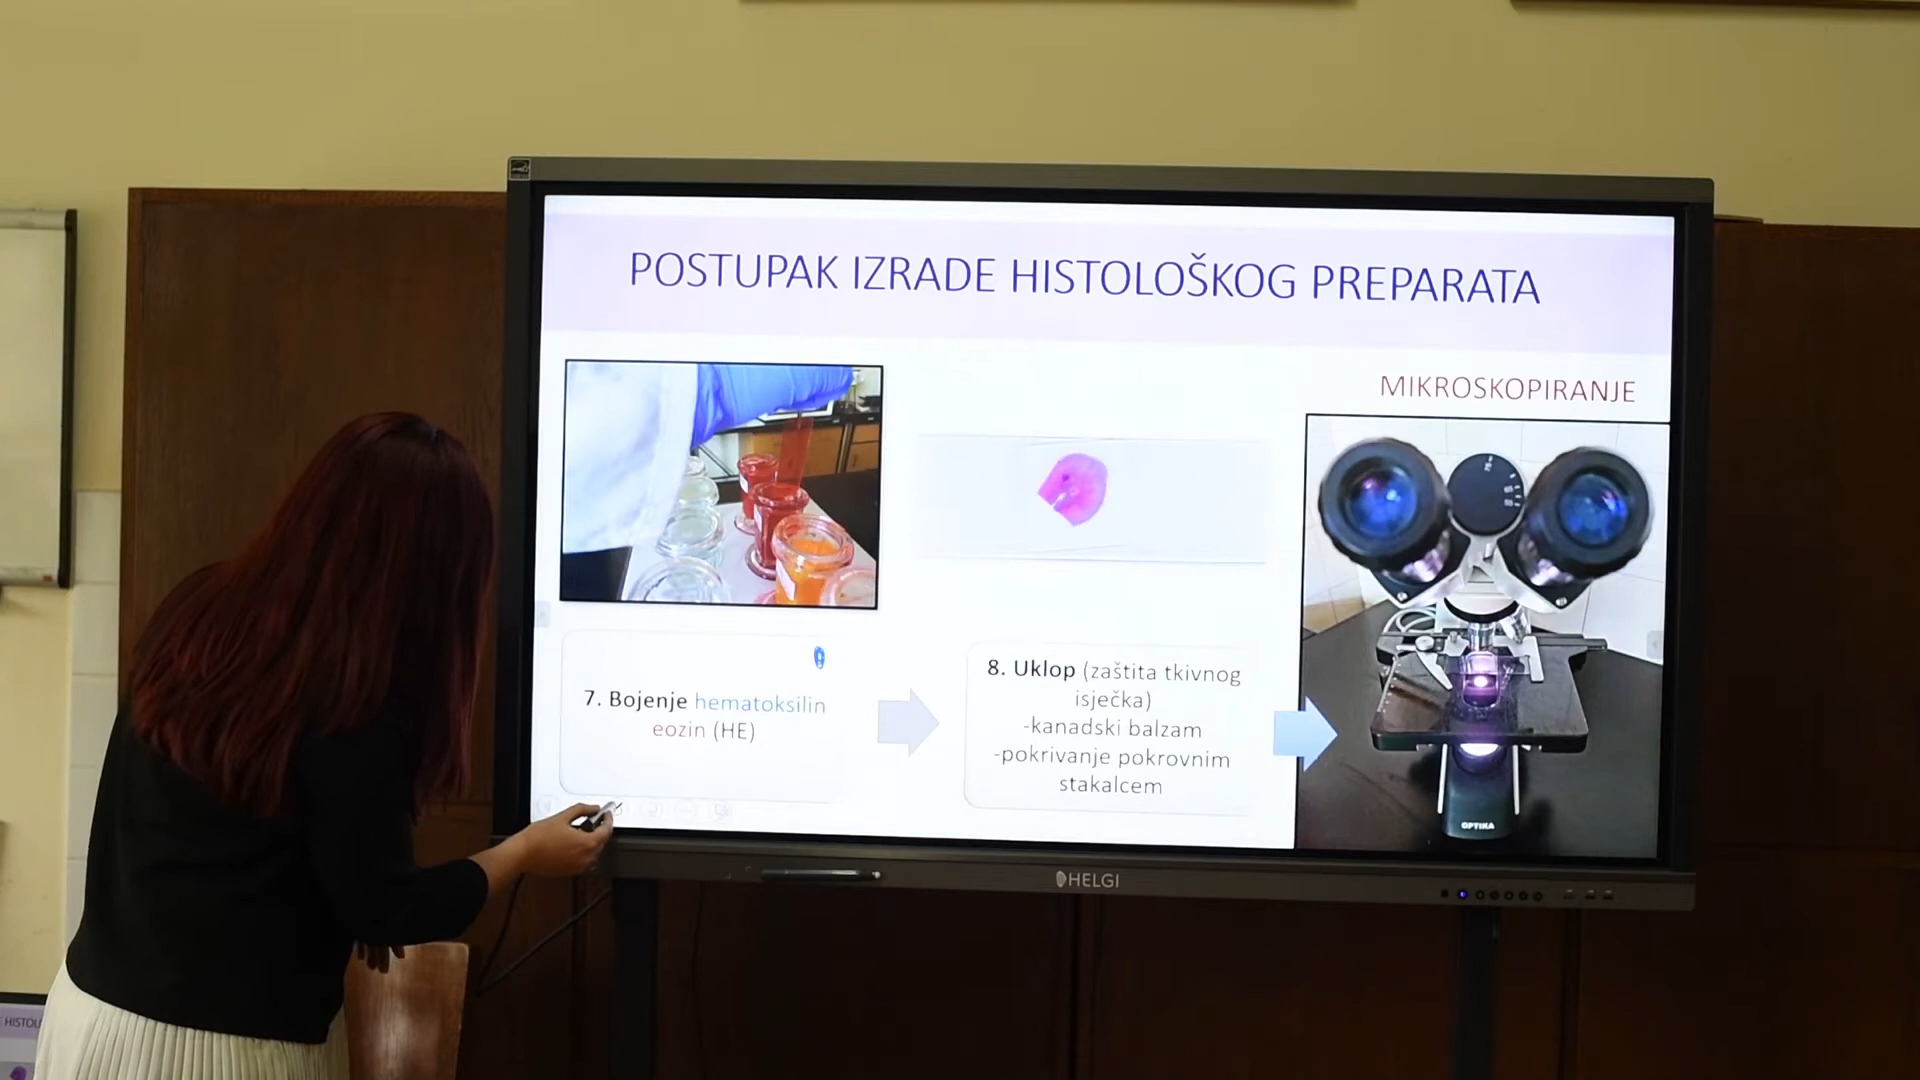 POSTUPAK IZRADE HISTOLOŠKOG PREPARATA
MIKROSKOPIRANJE
7. Bojenje hematoksilin
eozin (HE)
8. Uklop (zaštita tkivnog
isječka)
-kanadski balzam
-pokrivanje pokrovnim
stakalcem
OPTIKA
HELGI
HISTOL